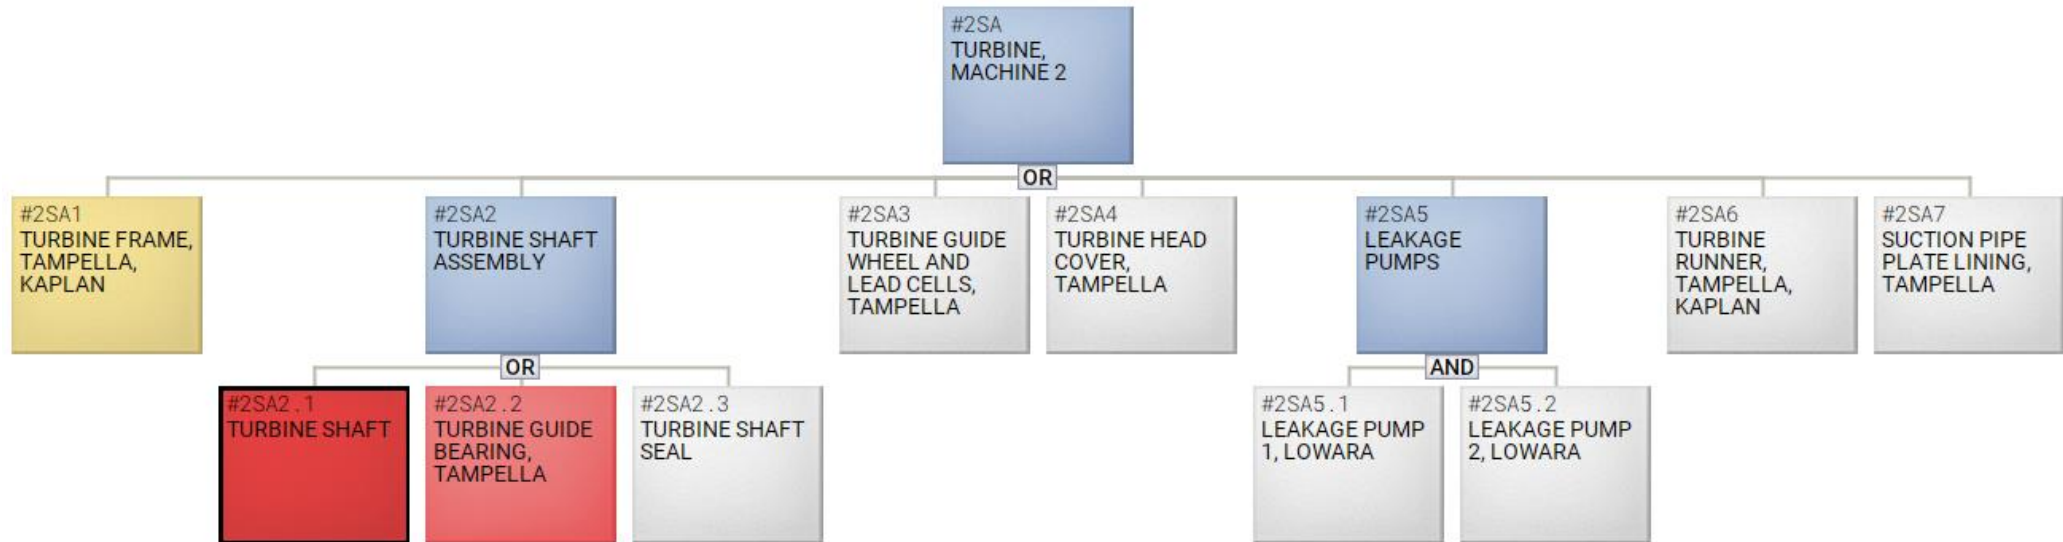 #2SA
TURBINE,
MACHINE 2
OR
#2SA1
TURBINE FRAME,
TAMPELLA,
KAPLAN
#2SA2
TURBINE SHAFT
ASSEMBLY
#2SA3
TURBINE GUIDE
WHEEL AND
LEAD CELLS,
TAMPELLA
#2SA4
TURBINE HEAD
COVER,
TAMPELLA
#2SA5
LEAKAGE
PUMPS
#2SA6
TURBINE
RUNNER,
TAMPELLA,
KAPLAN
#2SA7
SUCTION PIPE
PLATE LINING,
TAMPELLA
OR
#2SA2.1
TURBINE SHAFT
#2SA2.2
TURBINE GUIDE
BEARING,
TAMPELLA
#2SA2.3
TURBINE SHAFT
SEAL
AND
#2SA5.1
LEAKAGE PUMP
1, LOWARA
#2SA5.2
LEAKAGE PUMP
2, LOWARA